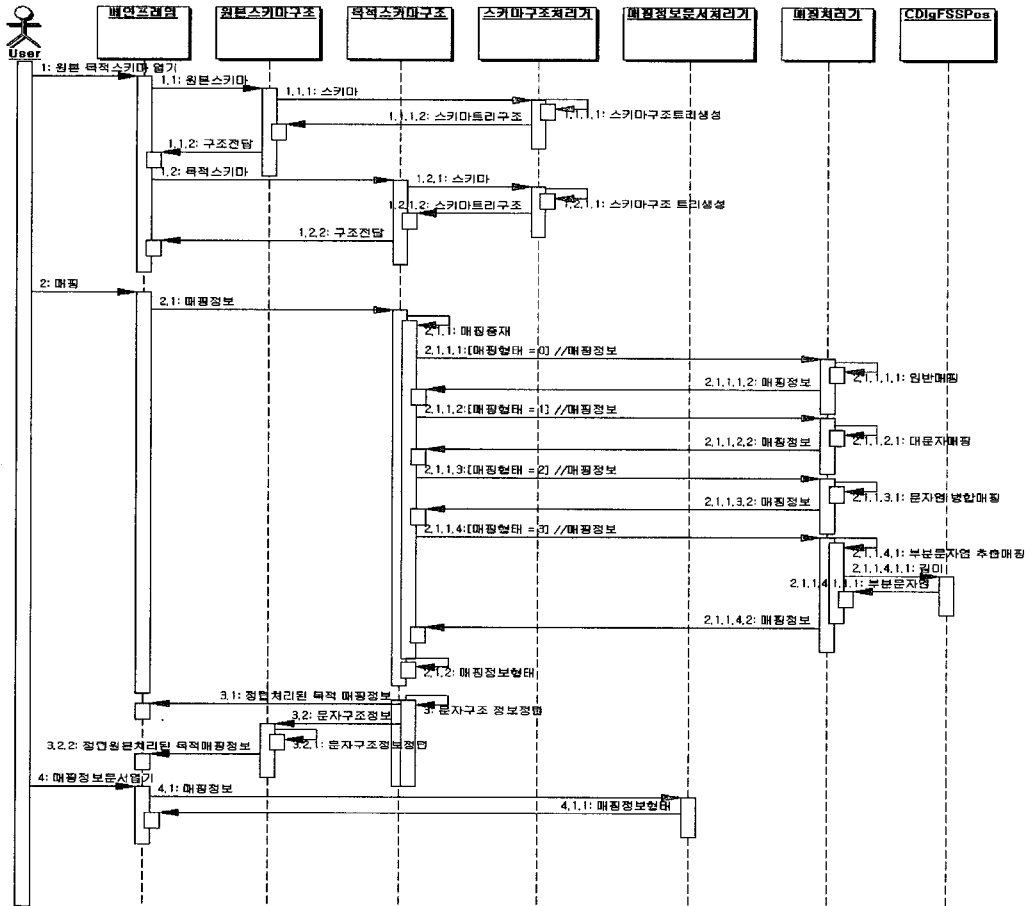 메인프레임 원본스키마구조 목적스키마구조 스키마구조처리기 매핑정보문서처리기 매핑처리기 CDlgFSSPos
User
1: 원본 목적스키마 열기
1.1: 원본스키마
1.1.1: 스키마
1.1.1.1: 스키마구조트리생성
1.1.1.2: 스키마트리구조
1.1.2: 구조전달
1.2: 목적스키마
1.2.1: 스키마
1.2.1.1: 스키마구조 트리생성
1.2.1.2: 스키마트리구조
1.2.2: 구조전달
2: 매핑
2.1: 매핑정보
2.1.1: 매핑중재
2.1.1.1:[매핑형태 = 0] //매핑정보
2.1.1.1.1: 일반매핑
2.1.1.1.2: 매핑정보
2.1.1.2:[매핑형태 = 1] //매핑정보
2.1.1.2.1: 대문자매핑
2.1.1.2.2: 매핑정보
2.1.1.3:[매핑형태 = 2] //매핑정보
2.1.1.3.1: 문자열 병합매핑
2.1.1.3.2: 매핑정보
2.1.1.4:[매핑형태 = 3] //매핑정보
2.1.1.4.1: 부분문자열 추출매핑
2.1.1.4.1.1: 길이
2.1.1.4.1.1.1: 부분문자열
2.1.1.4.2: 매핑정보
2.1.2: 매핑정보형태
3.1: 정렬처리된 목적 매핑정보
3: 문자구조 정보정렬
3.2: 문자구조정보
3.2.1: 문자구조정보정렬
3.2.2: 정렬원본처리된 목적매핑정보
4: 매핑정보문서열기
4.1: 매핑정보
4.1.1: 매핑정보형태